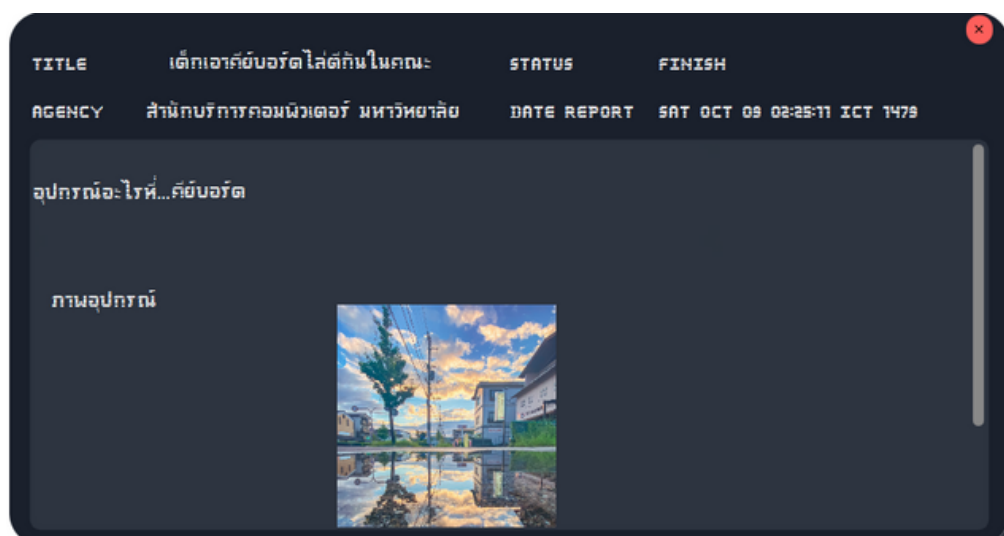 TITLE เด็กเอาคีย์บอร์ดไล่ตีกันในคณะ STATUS FINISH
AGENCY สำนักบริการคอมพิวเตอร์ มหาวิทยาลัย DATE REPORT SAT OCT 09 02:25:11 ICT 1479
อุปกรณ์อะไรที่...คีย์บอร์ด
ภาพอุปกรณ์